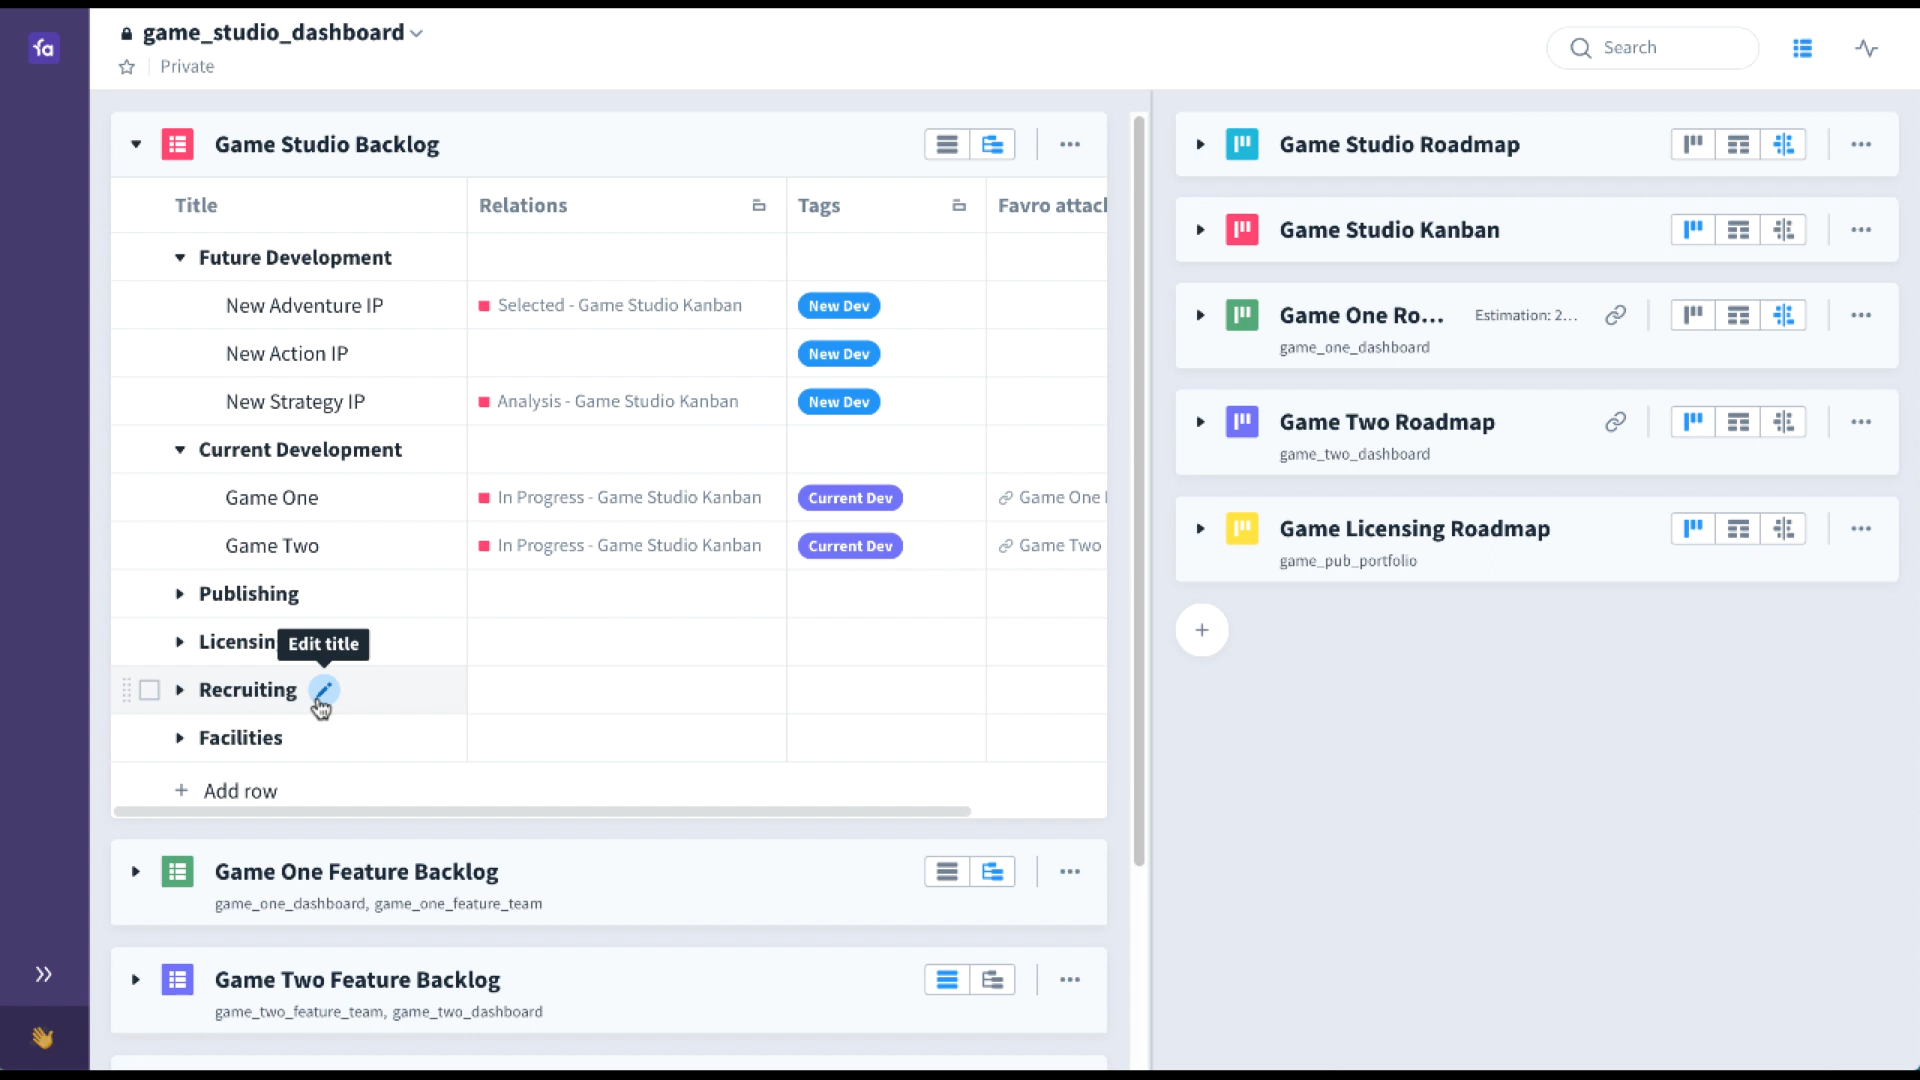 fa
game_studio_dashboard
Private
Search
Game Studio Backlog
Title Relations Tags Favro attac
Future Development
New Adventure IP Selected - Game Studio Kanban New Dev
New Action IP New Dev
New Strategy IP Analysis - Game Studio Kanban New Dev
Current Development
Game One In Progress - Game Studio Kanban Current Dev Game One
Game Two In Progress - Game Studio Kanban Current Dev Game Two
Publishing
Licensin
Edit title
Recruiting
Facilities
+ Add row
Game One Feature Backlog
game_one_dashboard, game_one_feature_team
Game Two Feature Backlog
game_two_feature_team, game_two_dashboard
Game Studio Roadmap
Game Studio Kanban
Game One Ro... Estimation: 2...
game_one_dashboard
Game Two Roadmap
game_two_dashboard
Game Licensing Roadmap
game_pub_portfolio